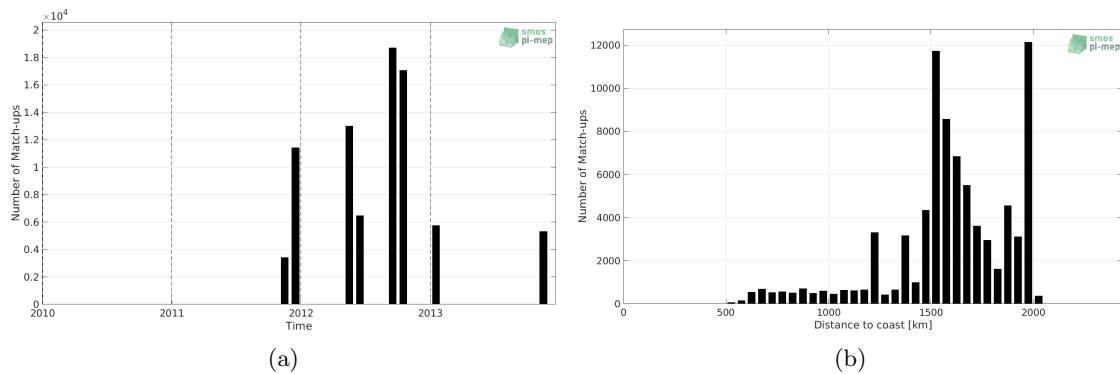 ×10⁴
2
1.8
1.6
1.4
1.2
1
0.8
0.6
0.4
0.2
0
Number of Match-ups
2010 2011 2012 2013
Time
smos
pi-mep
(a)
12000
10000
8000
6000
4000
2000
0
Number of Match-ups
0 500 1000 1500 2000
Distance to coast [km]
smos
pi-mep
(b)